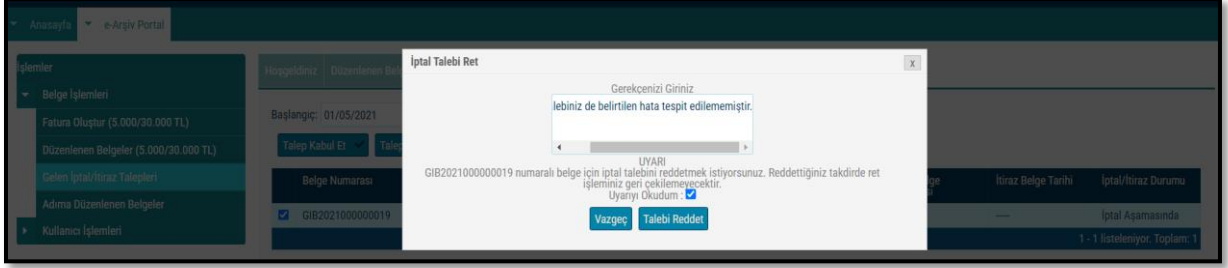 Anasayfa e-Arşiv Portal
İşlemler
Belge İşlemleri
Fatura Oluştur (5.000/30.000 TL)
Düzenlenen Belgeler (5.000/30.000 TL)
Gelen İptal/İtiraz Talepleri
Adıma Düzenlenen Belgeler
Kullanıcı İşlemleri
Hoşgeldiniz Düzenlenen Bel
Başlangıç: 01/05/2021
Talep Kabul Et Talep
Belge Numarası İtiraz Belge Tarihi İptal/İtiraz Durumu
GIB2021000000019 ---- İptal Aşamasında
1 - 1 listeleniyor. Toplam: 1
İptal Talebi Ret x
Gerekçenizi Giriniz
lebiniz de belirtilen hata tespit edilememiştir.
UYARI
GIB2021000000019 numaralı belge için iptal talebini reddetmek istiyorsunuz. Reddettiğiniz takdirde ret
işleminiz geri çekilemeyecektir.
Uyarıyı Okudum :
Vazgeç Talebi Reddet